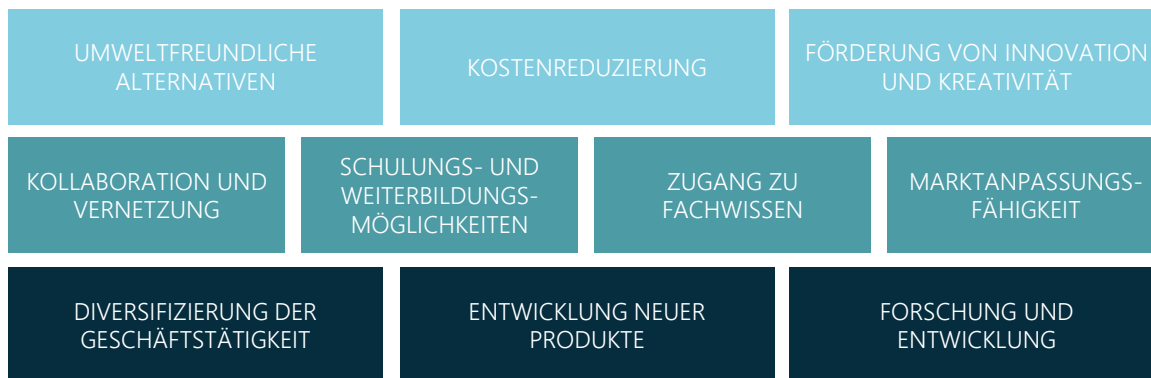 UMWELTFREUNDLICHE
ALTERNATIVEN
KOSTENREDUZIERUNG
FÖRDERUNG VON INNOVATION
UND KREATIVITÄT
KOLLABORATION UND
VERNETZUNG
SCHULUNGS- UND
WEITERBILDUNGS-
MÖGLICHKEITEN
ZUGANG ZU
FACHWISSEN
MARKTANPASSUNGS-
FÄHIGKEIT
DIVERSIFIZIERUNG DER
GESCHÄFTSTÄTIGKEIT
ENTWICKLUNG NEUER
PRODUKTE
FORSCHUNG UND
ENTWICKLUNG